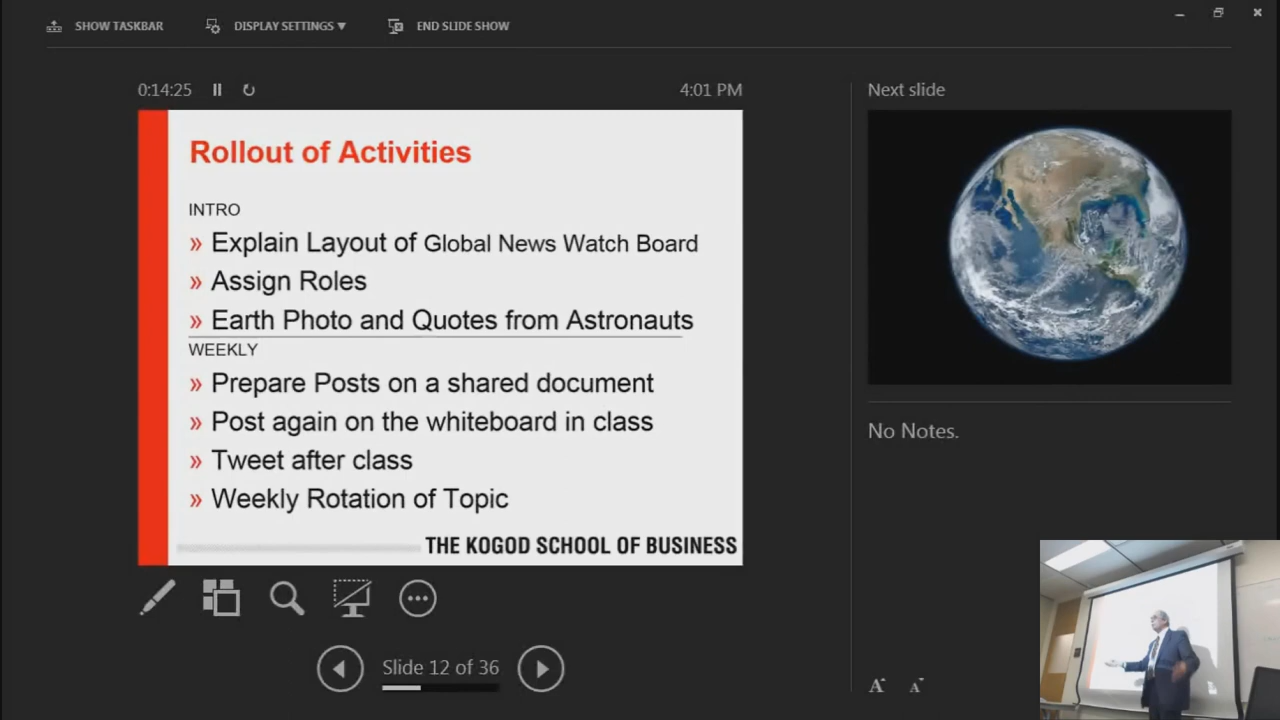 SHOW TASKBAR
DISPLAY SETTINGS ▼
END SLIDE SHOW
0:14:25
4:01 PM
Next slide
Rollout of Activities
INTRO
» Explain Layout of Global News Watch Board
» Assign Roles
» Earth Photo and Quotes from Astronauts
WEEKLY
» Prepare Posts on a shared document
» Post again on the whiteboard in class
» Tweet after class
» Weekly Rotation of Topic
THE KOGOD SCHOOL OF BUSINESS
No Notes.
Slide 12 of 36
A A